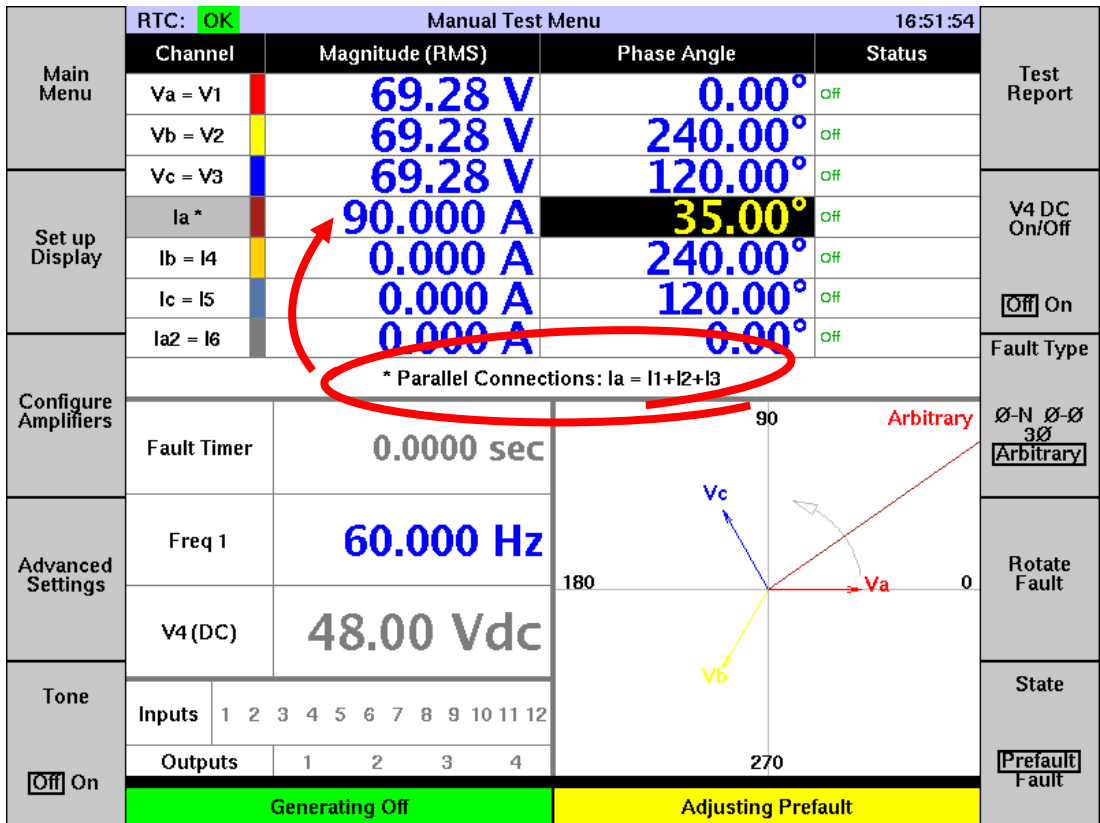 RTC: OK Manual Test Menu 16:51:54
Channel Magnitude (RMS) Phase Angle Status
Va = V1 69.28 V 0.00° Off
Vb = V2 69.28 V 240.00° Off
Vc = V3 69.28 V 120.00° Off
Ia * 90.000 A 35.00° Off
Ib = I4 0.000 A 240.00° Off
Ic = I5 0.000 A 120.00° Off
Ia2 = I6 0.000 A 0.00° Off
* Parallel Connections: Ia = I1+I2+I3
Main
Menu
Set up
Display
Configure
Amplifiers
Advanced
Settings
Tone
Off On
Fault Timer 0.0000 sec
Freq 1 60.000 Hz
V4 (DC) 48.00 Vdc
Inputs 1 2 3 4 5 6 7 8 9 10 11 12
Outputs 1 2 3 4
90 Arbitrary
Vc
180 Va 0
Vb
270
Generating Off Adjusting Prefault
Test
Report
V4 DC
On/Off
Off On
Fault Type
Ø-N Ø-Ø
3Ø
Arbitrary
Rotate
Fault
State
Prefault
Fault